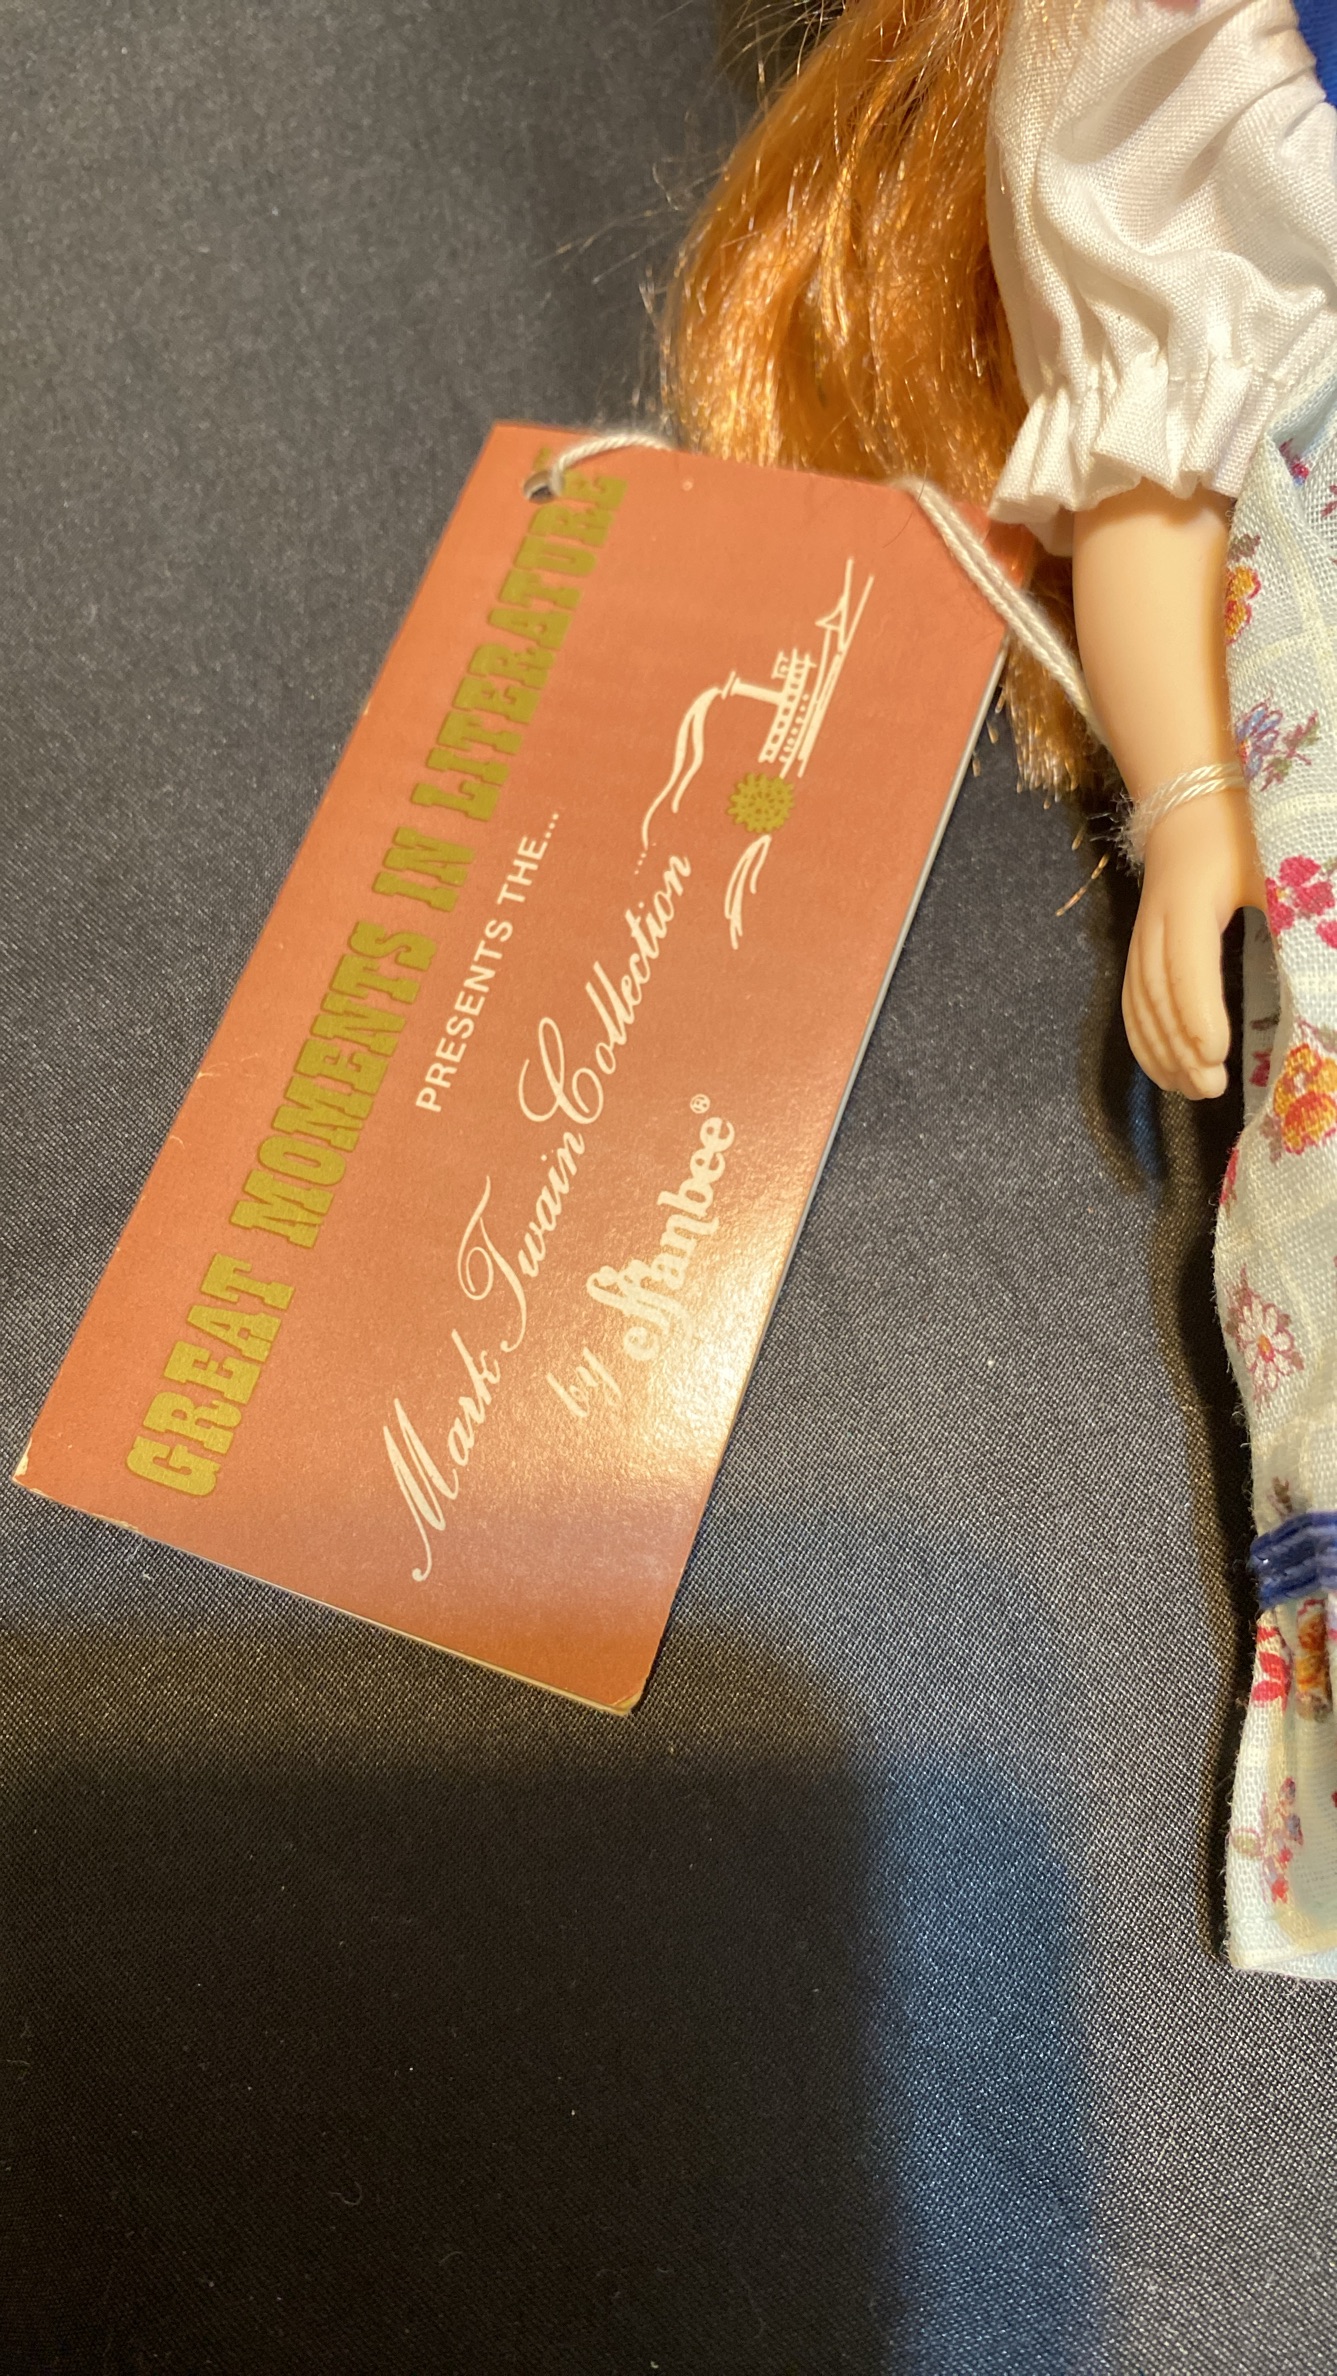 GREAT MOMENTS IN LITERATURE
PRESENTS THE...
Mark Twain Collection
by effanbee®